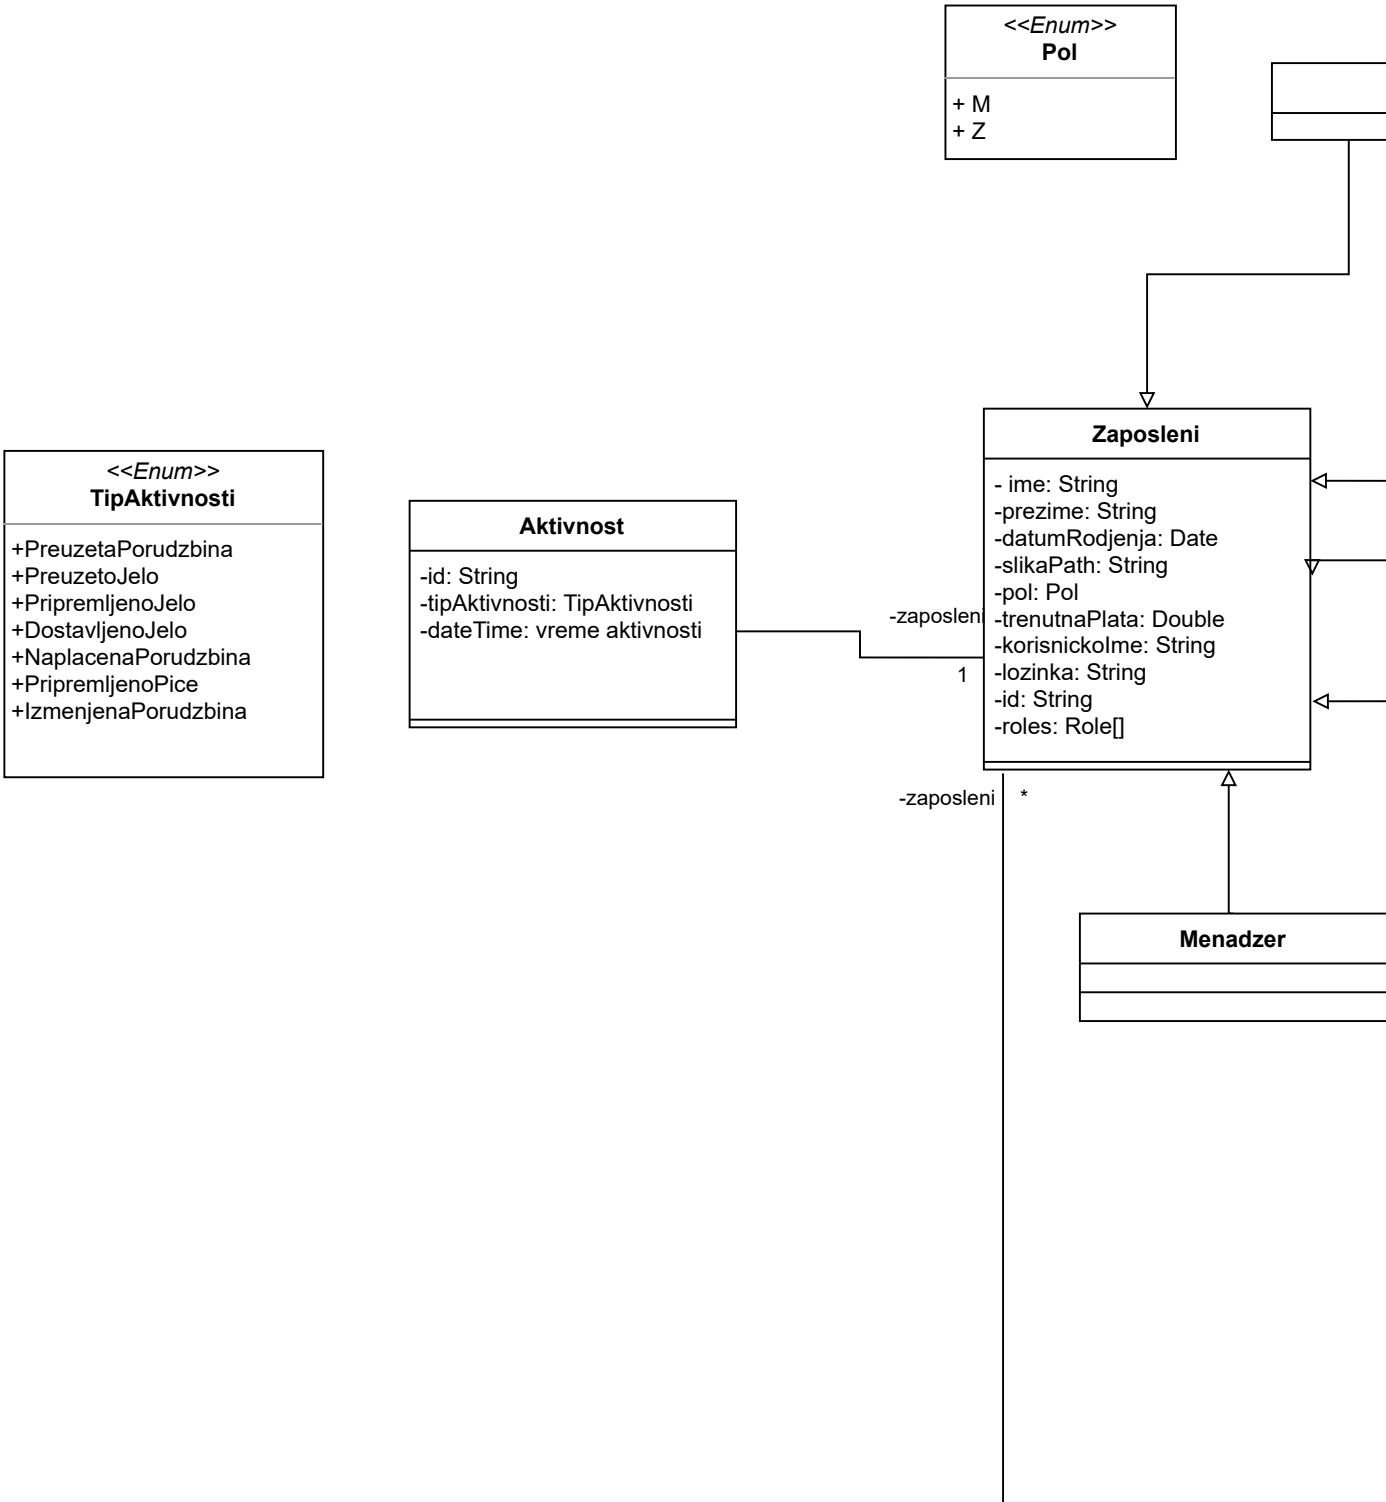 <<Enum>>
Pol
+ M
+ Z
Zaposleni
- ime: String
-prezime: String
-datumRodjenja: Date
-slikaPath: String
-pol: Pol
-trenutnaPlata: Double
-korisnickoIme: String
-lozinka: String
-id: String
-roles: Role[]
<<Enum>>
TipAktivnosti
+PreuzetaPorudzbina
+PreuzetoJelo
+PripremljenoJelo
+DostavljenoJelo
+NaplacenaPorudzbina
+PripremljenoPice
+IzmenjenaPorudzbina
Aktivnost
-id: String
-tipAktivnosti: TipAktivnosti
-dateTime: vreme aktivnosti
-zaposleni
1
-zaposleni
*
Menadzer